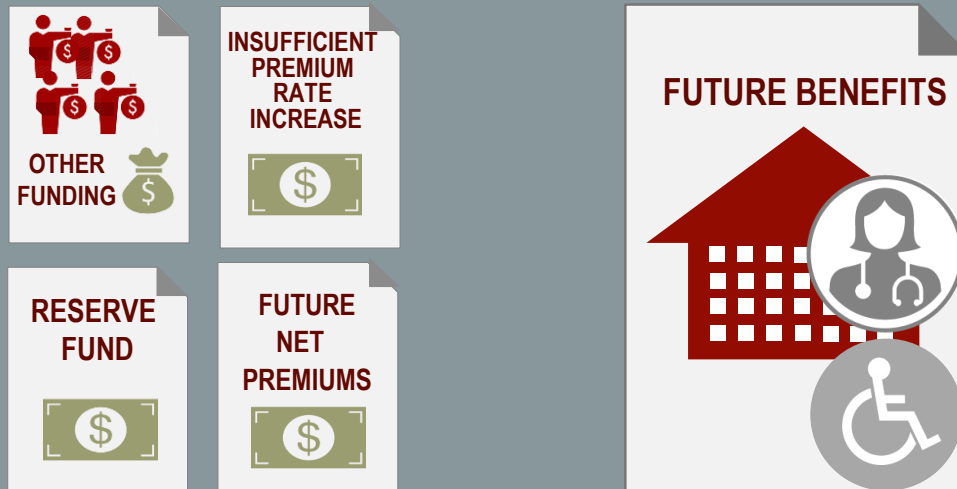 OTHER
FUNDING
$
$
$
$
$
INSUFFICIENT
PREMIUM
RATE
INCREASE
$
RESERVE
FUND
$
FUTURE
NET
PREMIUMS
$
FUTURE BENEFITS